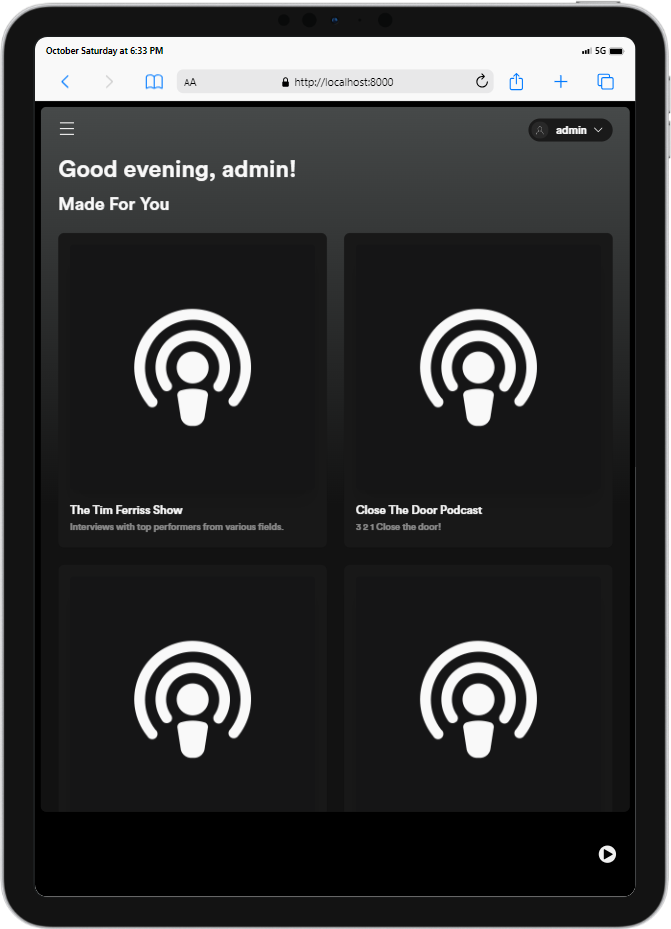 October Saturday at 6:33 PM
5G
AA
http://localhost:8000
admin
Good evening, admin!
Made For You
The Tim Ferriss Show
Interviews with top performers from various fields.
Close The Door Podcast
3 2 1 Close the door!